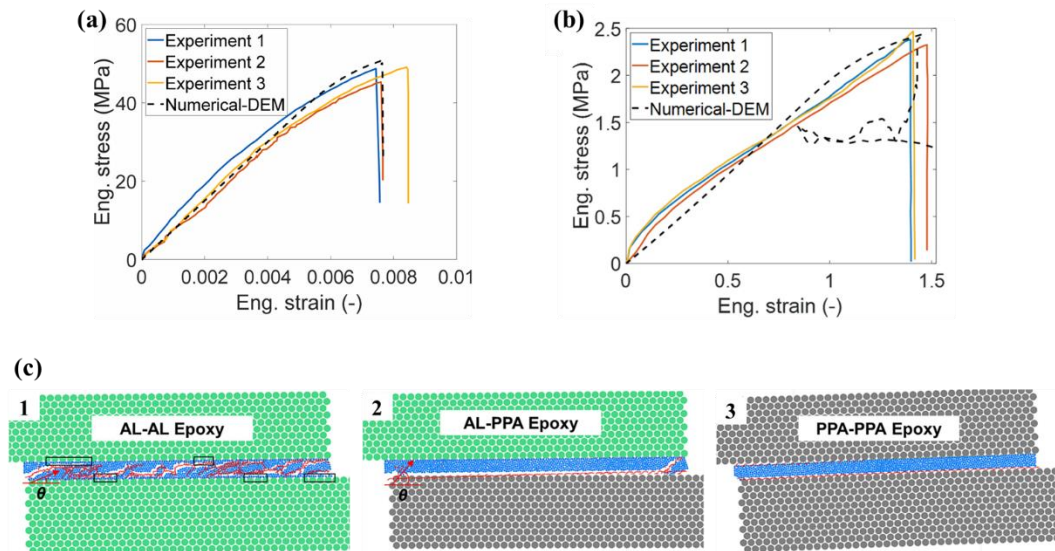 (a)
60
40
20
0
Eng. stress (MPa)
Experiment 1
Experiment 2
Experiment 3
Numerical-DEM
0
0.002
0.004
0.006
0.008
0.01
Eng. strain (-)
(b)
2.5
2
1.5
1
0.5
0
Eng. stress (MPa)
Experiment 1
Experiment 2
Experiment 3
Numerical-DEM
0
0.5
1
1.5
Eng. strain (-)
(c)
1
AL-AL Epoxy
θ
2
AL-PPA Epoxy
θ
3
PPA-PPA Epoxy